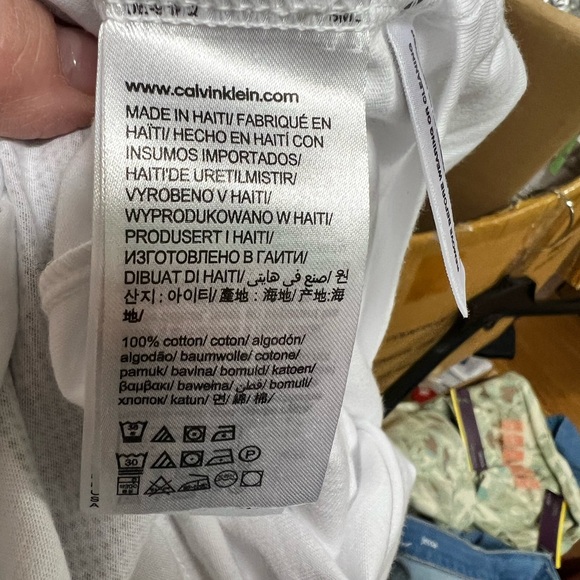 www.calvinklein.com
MADE IN HAITI/ FABRIQUÉ EN
HAÏTI/ HECHO EN HAITÍ CON
INSUMOS IMPORTADOS/
HAITI'DE URETILMISTIR/
VYROBENO V HAITI/
WYPRODUKOWANO W HAITI/
PRODUSERT I HAITI/
ИЗГОТОВЛЕНО В ГАИТИ/
DIBUAT DI HAITI/ صنع في هايتي/ 원
산지 : 아이티/ 產地 : 海地/ 产地:海
地/
100% cotton/ coton/ algodón/
algodão/ baumwolle/ cotone/
pamuk/ bavlna/ bomuld/ katoen/
βαμβακι/ bawełna/ قطن/ bomull/
хлопок/ katun/ 면/ 綿/ 棉/
30